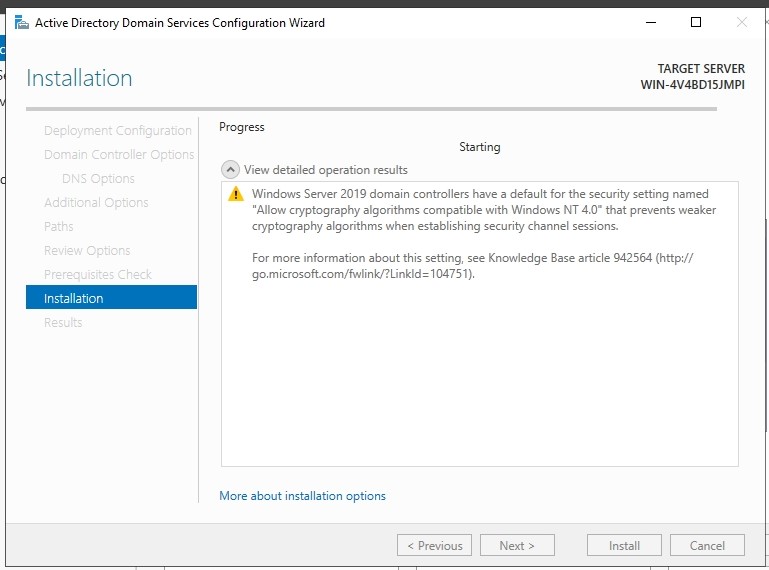 Active Directory Domain Services Configuration Wizard
Installation
TARGET SERVER
WIN-4V4BD15JMPI
Deployment Configuration
Domain Controller Options
DNS Options
Additional Options
Paths
Review Options
Prerequisites Check
Installation
Results
Progress
Starting
View detailed operation results
Windows Server 2019 domain controllers have a default for the security setting named
"Allow cryptography algorithms compatible with Windows NT 4.0" that prevents weaker
cryptography algorithms when establishing security channel sessions.
For more information about this setting, see Knowledge Base article 942564 (http://
go.microsoft.com/fwlink/?LinkId=104751).
More about installation options
< Previous
Next >
Install
Cancel